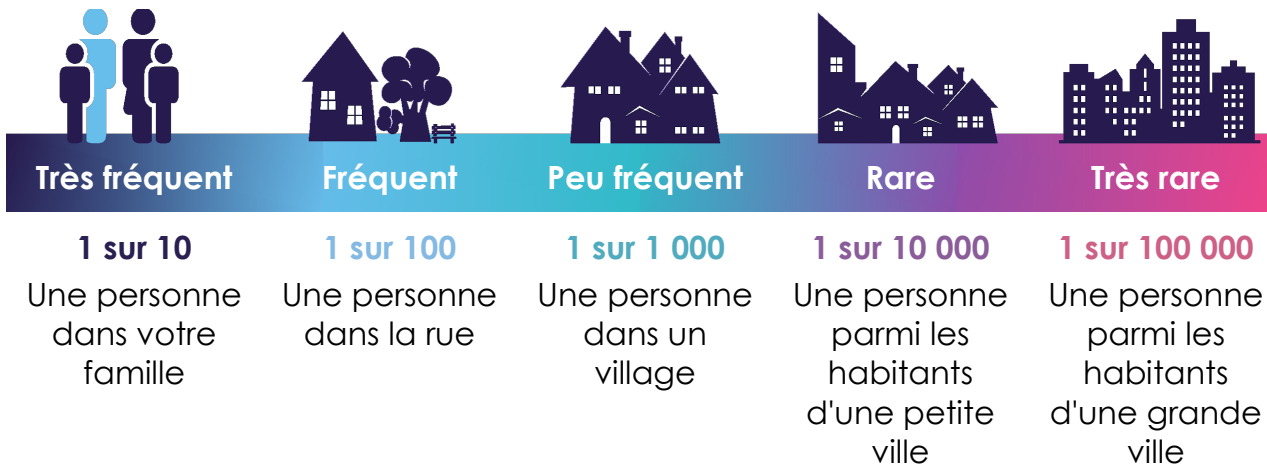 Très fréquent
Fréquent
Peu fréquent
Rare
Très rare
1 sur 10
1 sur 100
1 sur 1 000
1 sur 10 000
1 sur 100 000
Une personne
dans votre
famille
Une personne
dans la rue
Une personne
dans un
village
Une personne
parmi les
habitants
d'une petite
ville
Une personne
parmi les
habitants
d'une grande
ville